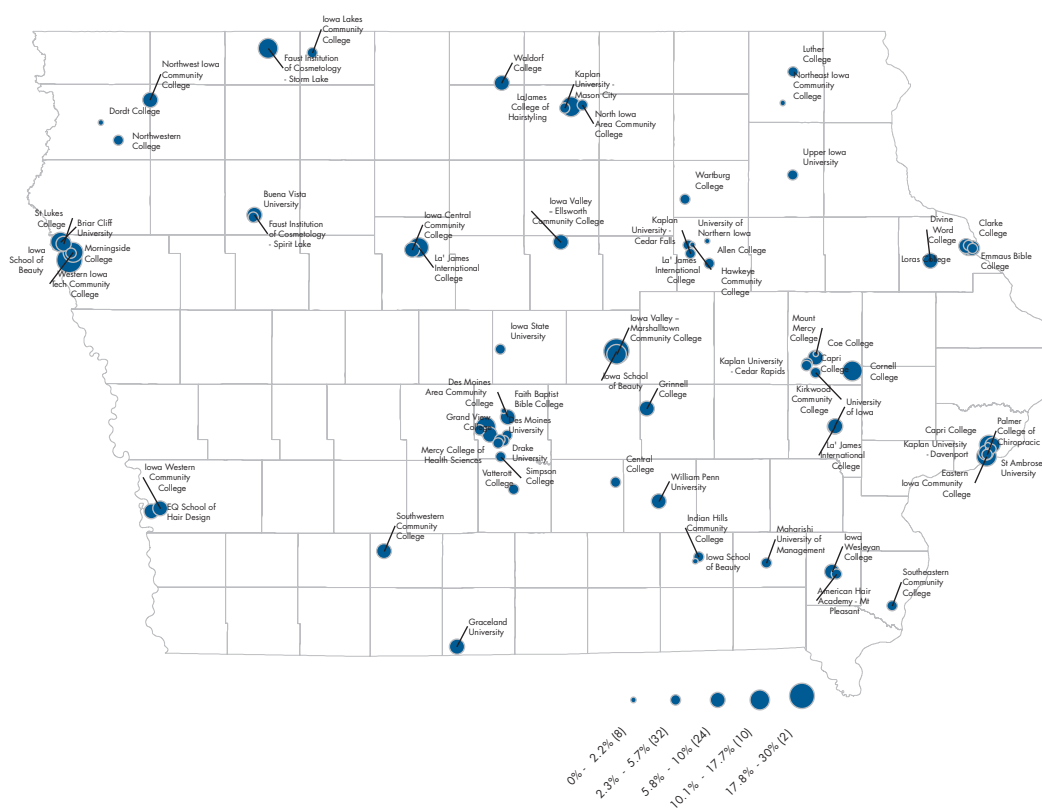 Iowa Lakes
Community
College
Faust Institution
of Cosmetology
- Storm Lake
Northwest Iowa
Community
College
Dordt College
Northwestern
College
Waldorf
College
Kaplan
University -
Mason City
LaJames
College of
Hairstyling
North Iowa
Area Community
College
Luther
College
Northeast Iowa
Community
College
Upper Iowa
University
Wartburg
College
Buena Vista
University
Faust Institution
of Cosmetology
- Spirit Lake
St Lukes
College
Briar Cliff
University
Iowa
School of
Beauty
Morningside
College
Western Iowa
Tech Community
College
Iowa Central
Community
College
La' James
International
College
Iowa Valley
– Ellsworth
Community College
Kaplan
University -
Cedar Falls
University of
Northern Iowa
Allen College
La' James
International
College
Hawkeye
Community
College
Divine
Word
College
Loras College
Clarke
College
Emmaus Bible
College
Iowa State
University
Iowa Valley –
Marshalltown
Community College
Iowa School
of Beauty
Grinnell
College
Mount
Mercy
College
Coe College
Capri
College
Kaplan University
- Cedar Rapids
Cornell
College
Kirkwood
Community
College
University
of Iowa
La' James
International
College
Des Moines
Area Community
College
Faith Baptist
Bible College
Grand View
College
Des Moines
University
Mercy College of
Health Sciences
Drake
University
Simpson
College
Vatterott
College
Central
College
William Penn
University
Capri College
Palmer
College of
Chiropractic
Kaplan University
- Davenport
St Ambrose
University
Eastern
Iowa Community
College
Iowa Western
Community
College
EQ School of
Hair Design
Southwestern
Community
College
Indian Hills
Community
College
Iowa School
of Beauty
Maharishi
University of
Management
Iowa
Wesleyan
College
American Hair
Academy - Mt
Pleasant
Southeastern
Community
College
Graceland
University
0% - 2.2% (8)
2.3% - 5.7% (32)
5.8% - 10% (24)
10.1% - 17.7% (10)
17.8% - 30% (2)